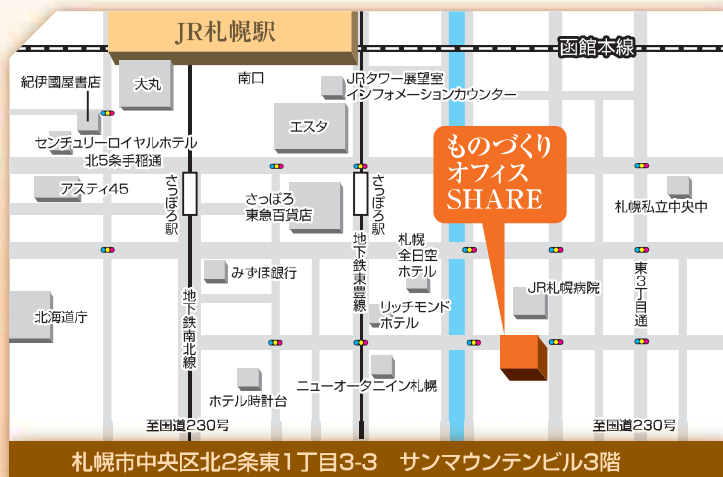 JR札幌駅
函館本線
紀伊國屋書店
大丸
南口
JRタワー展望室
インフォメーションカウンター
エスタ
センチュリーロイヤルホテル
北5条手稲通
アスティ45
さっぽろ駅
さっぽろ
東急百貨店
さっぽろ駅
ものづくり
オフィス
SHARE
札幌私立中央中
札幌
全日空
ホテル
みずほ銀行
地下鉄南北線
地下鉄東豊線
JR札幌病院
東3丁目通
北海道庁
リッチモンド
ホテル
ホテル時計台
ニューオータニイン札幌
至国道230号
至国道230号
札幌市中央区北2条東1丁目3-3 サンマウンテンビル3階